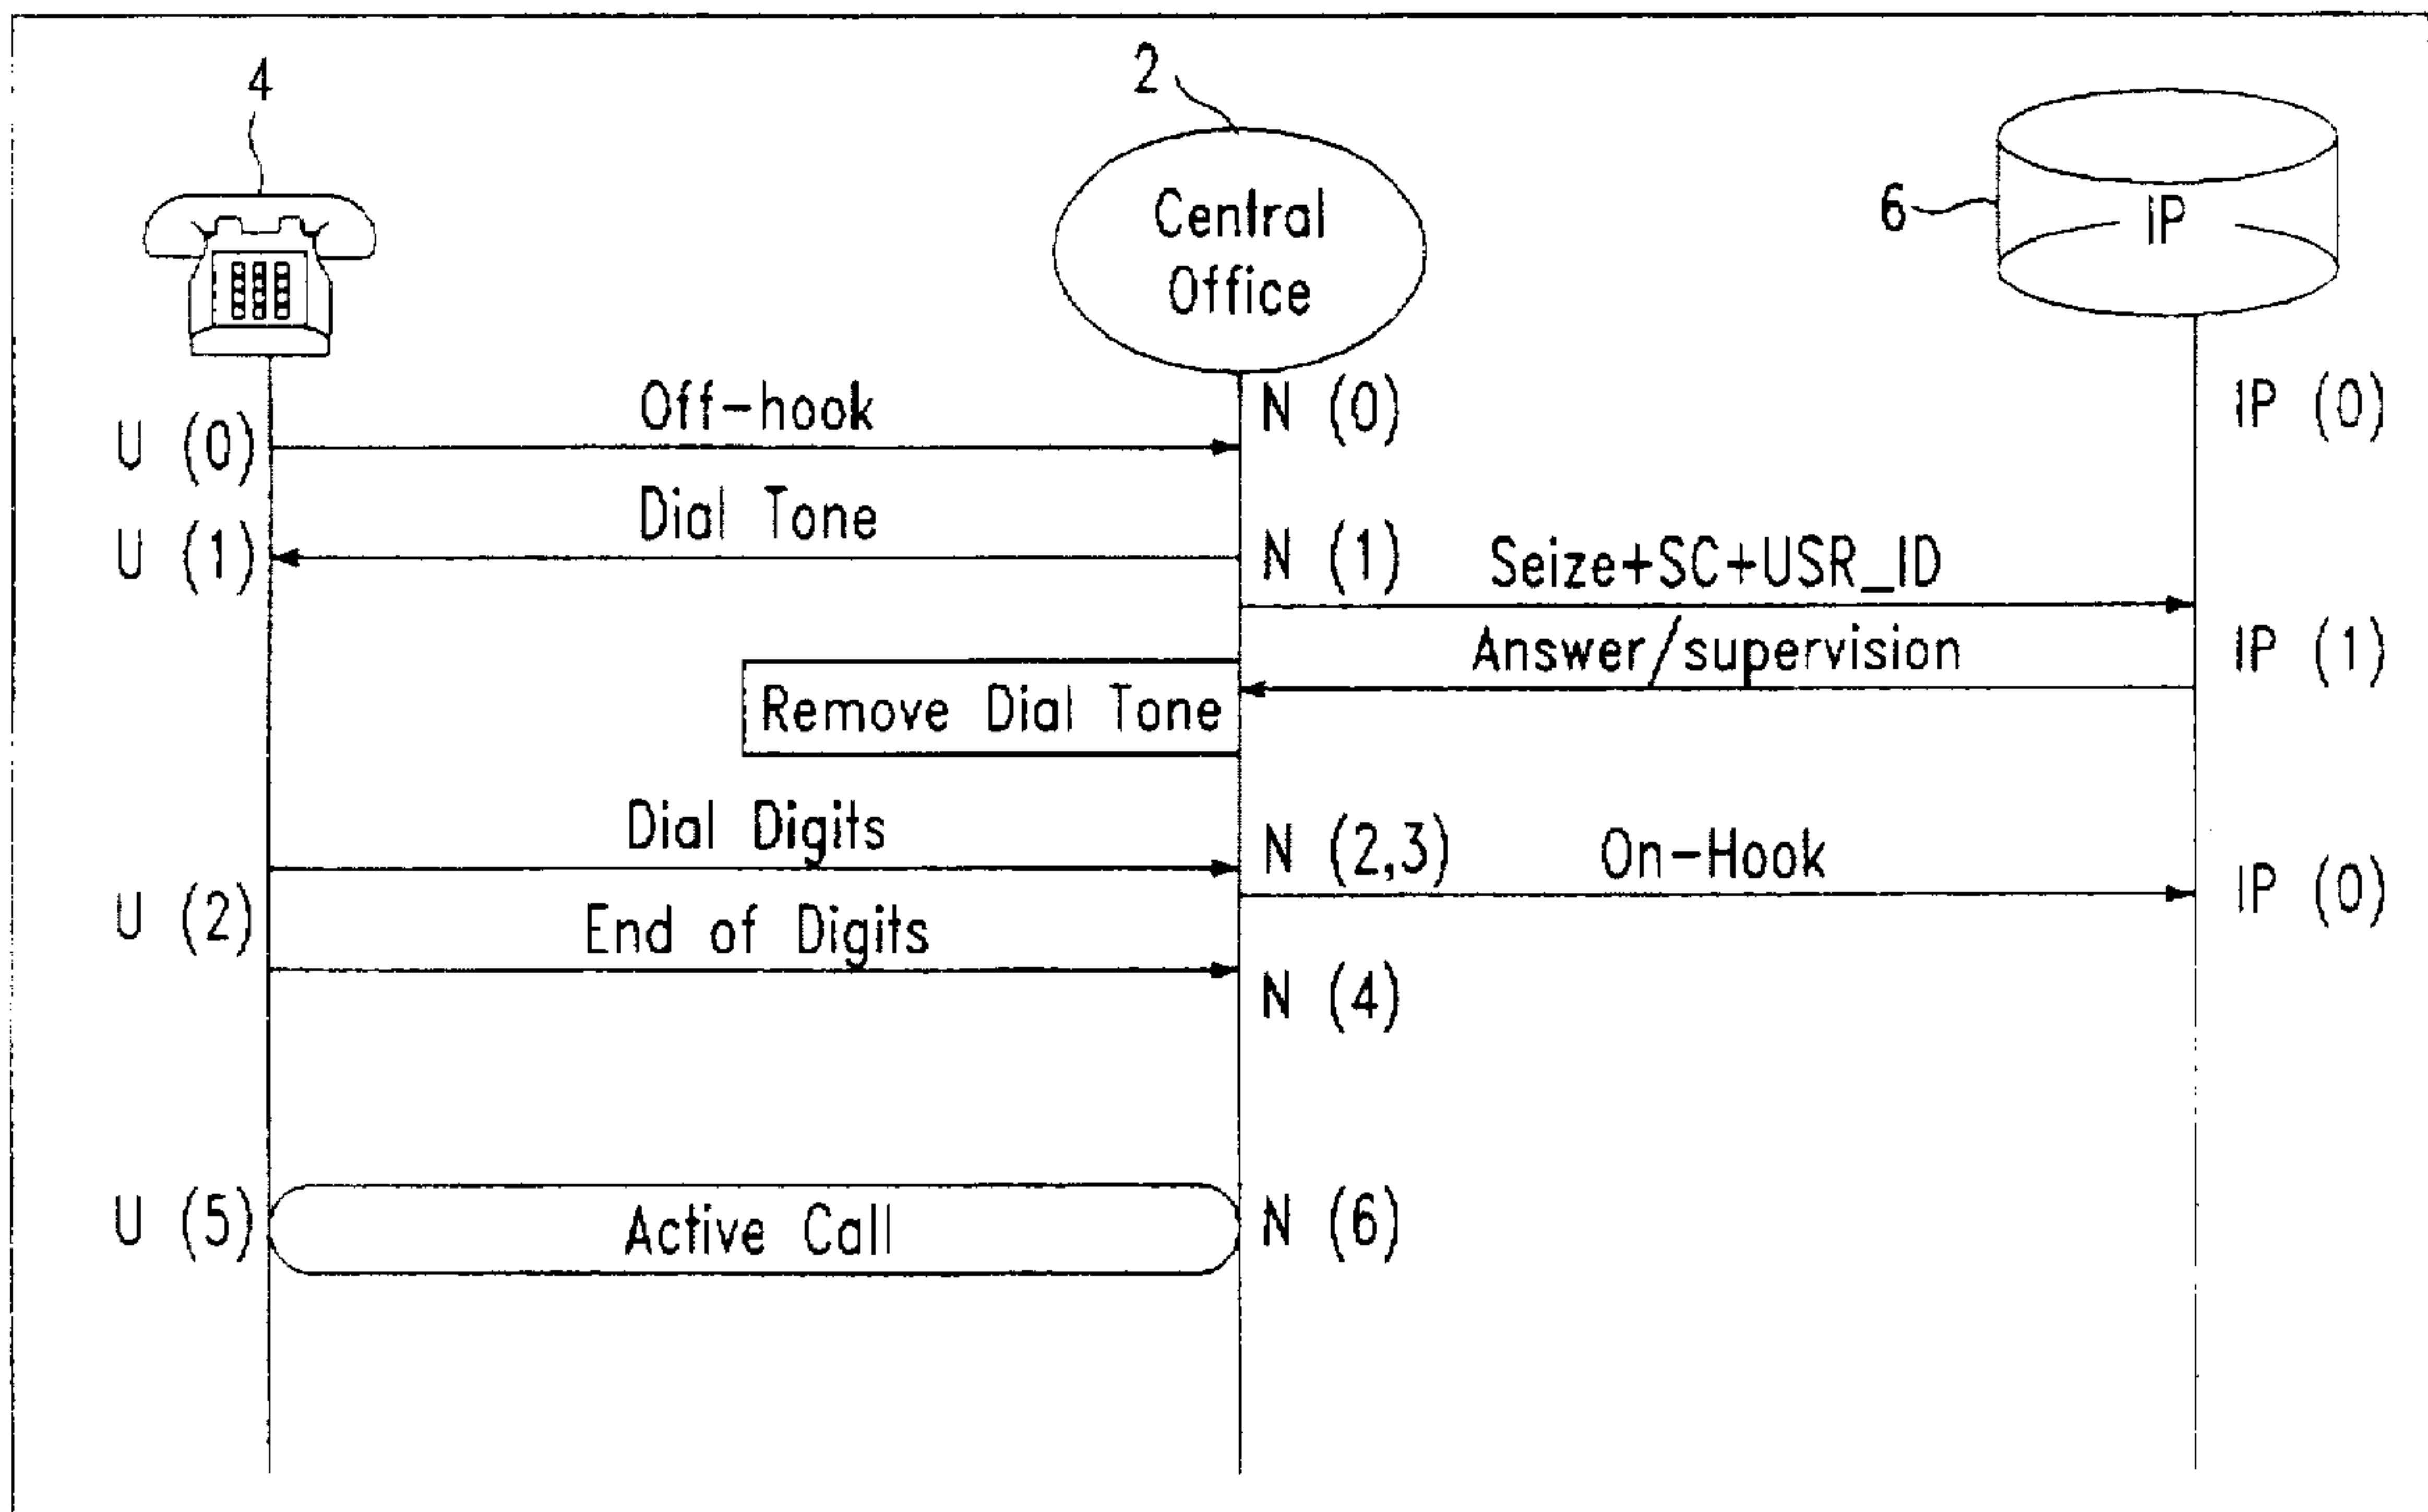 4
2
Central
Office
6
IP
Off-hook
N (0)
IP (0)
U (0)
Dial Tone
U (1)
N (1)
Seize+SC+USR_ID
Answer/supervision
IP (1)
Remove Dial Tone
Dial Digits
N (2,3)
On-Hook
IP (0)
U (2)
End of Digits
N (4)
U (5)
Active Call
N (6)